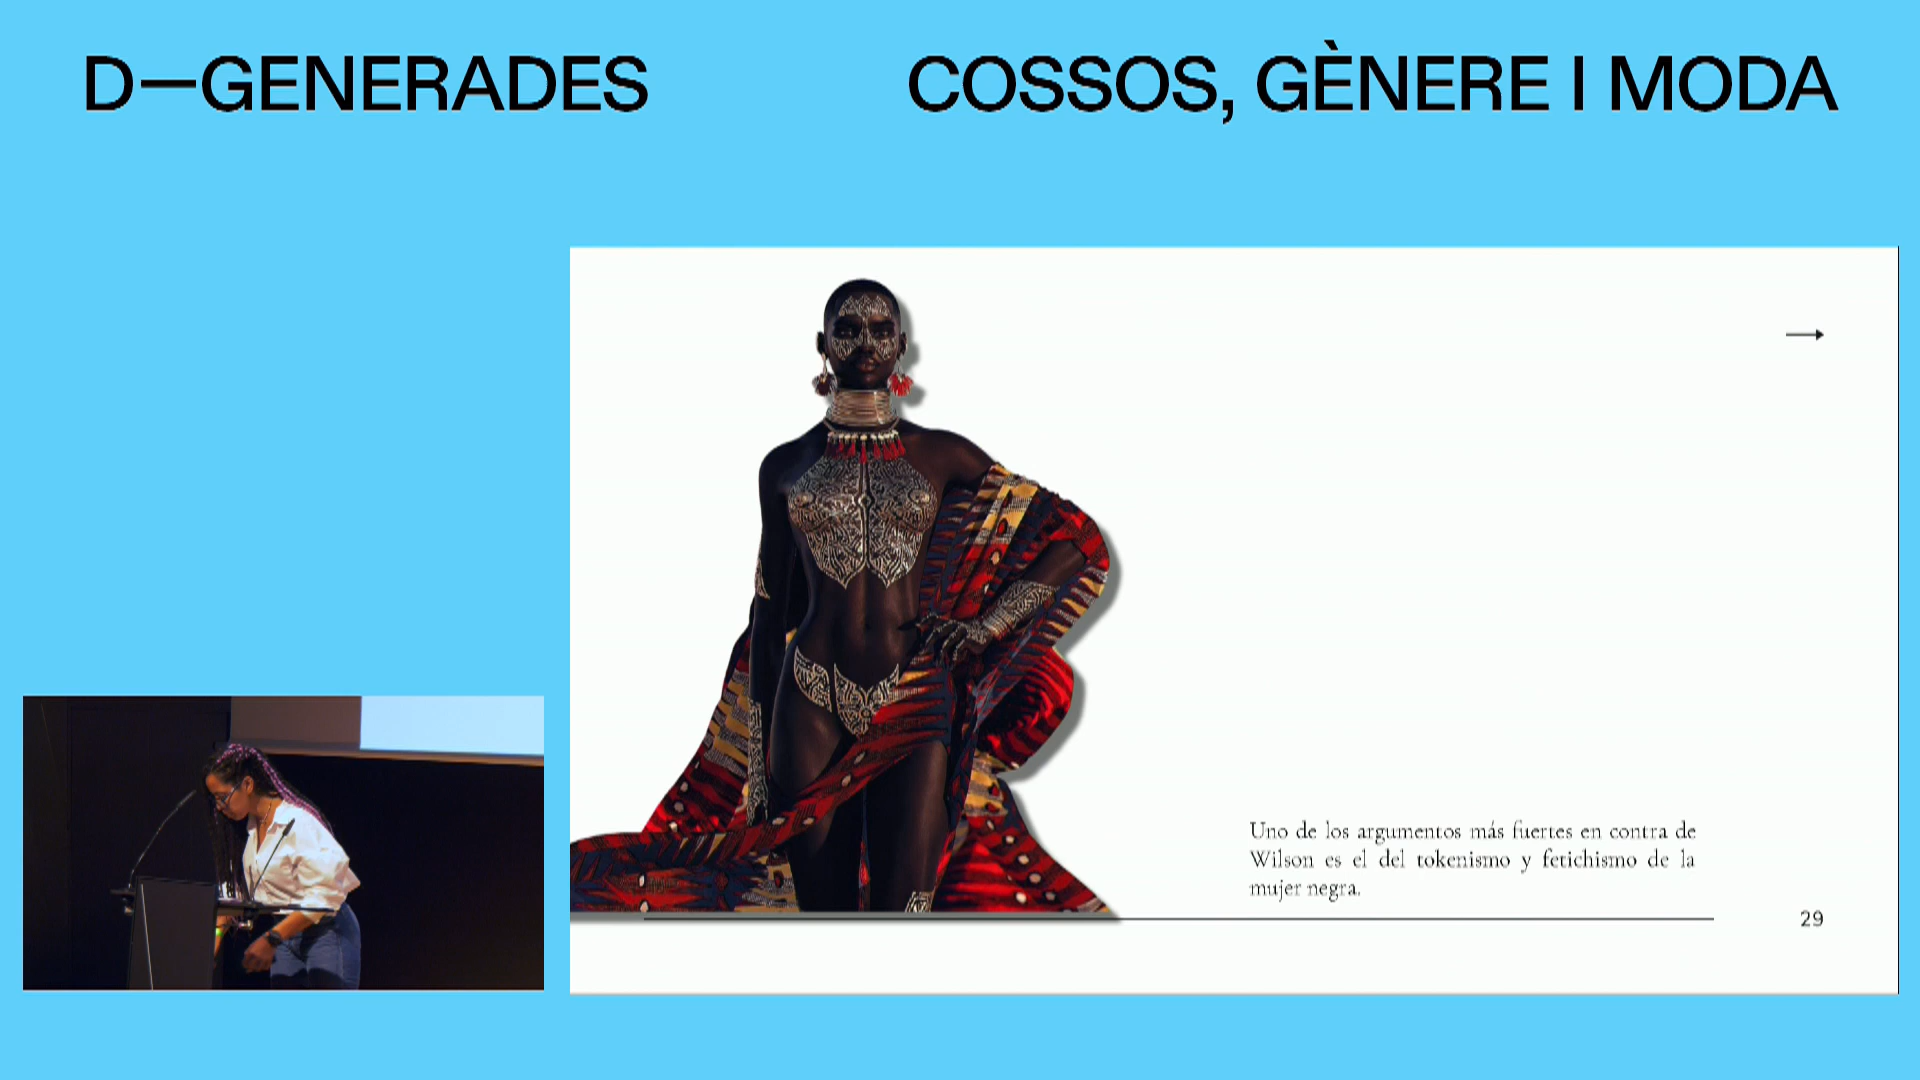 D—GENERADES
COSSOS, GÈNERE I MODA
Uno de los argumentos más fuertes en contra de
Wilson es el del tokenismo y fetichismo de la
mujer negra.
29